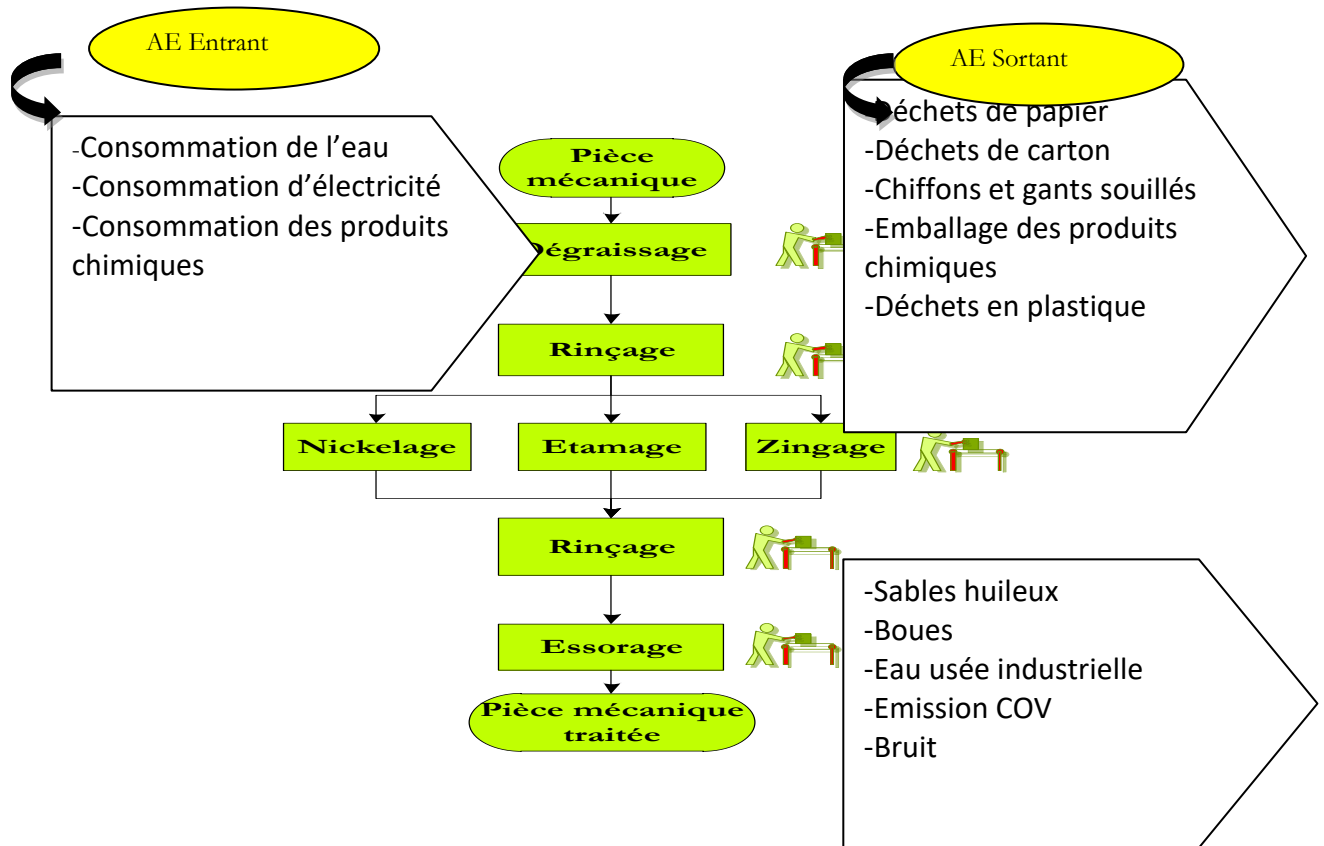 AE Entrant
-Consommation de l’eau
-Consommation d’électricité
-Consommation des produits
chimiques
Pièce
mécanique
Dégraissage
Rinçage
Nickelage
Etamage
Zingage
Rinçage
Essorage
Pièce mécanique
traitée
AE Sortant
-Déchets de papier
-Déchets de carton
-Chiffons et gants souillés
-Emballage des produits
chimiques
-Déchets en plastique
-Sables huileux
-Boues
-Eau usée industrielle
-Emission COV
-Bruit